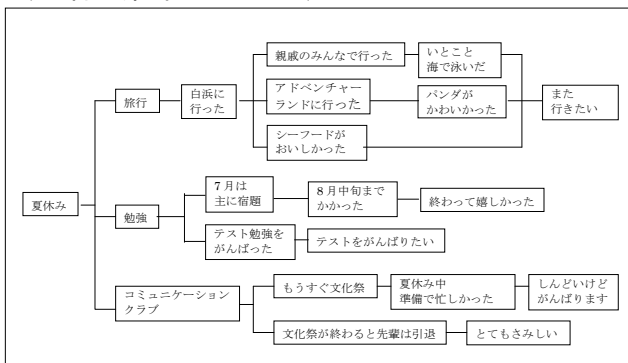 夏休み
旅行
白浜に
行った
親戚のみんなで行った
いとこと
海で泳いだ
アドベンチャー
ランドに行った
パンダが
かわいかった
シーフードが
おいしかった
また
行きたい
勉強
7月は
主に宿題
8月中旬まで
かかった
終わって嬉しかった
テスト勉強を
がんばった
テストをがんばりたい
コミュニケーション
クラブ
もうすぐ文化祭
夏休み中
準備で忙しかった
しんどいけど
がんばります
文化祭が終わると先輩は引退
とてもさみしい